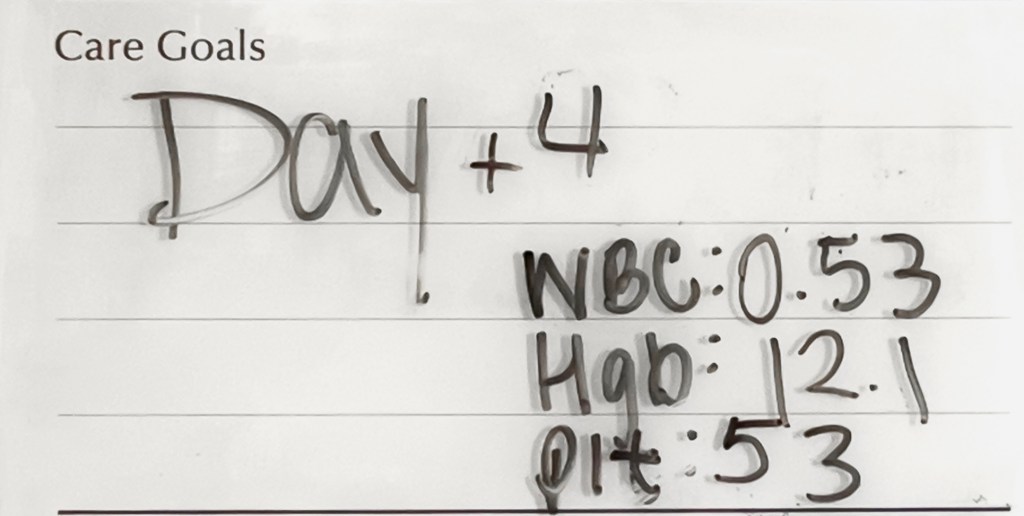 Care Goals
Day +4
WBC: 0.53
Hgb: 12.1
Plt: 53